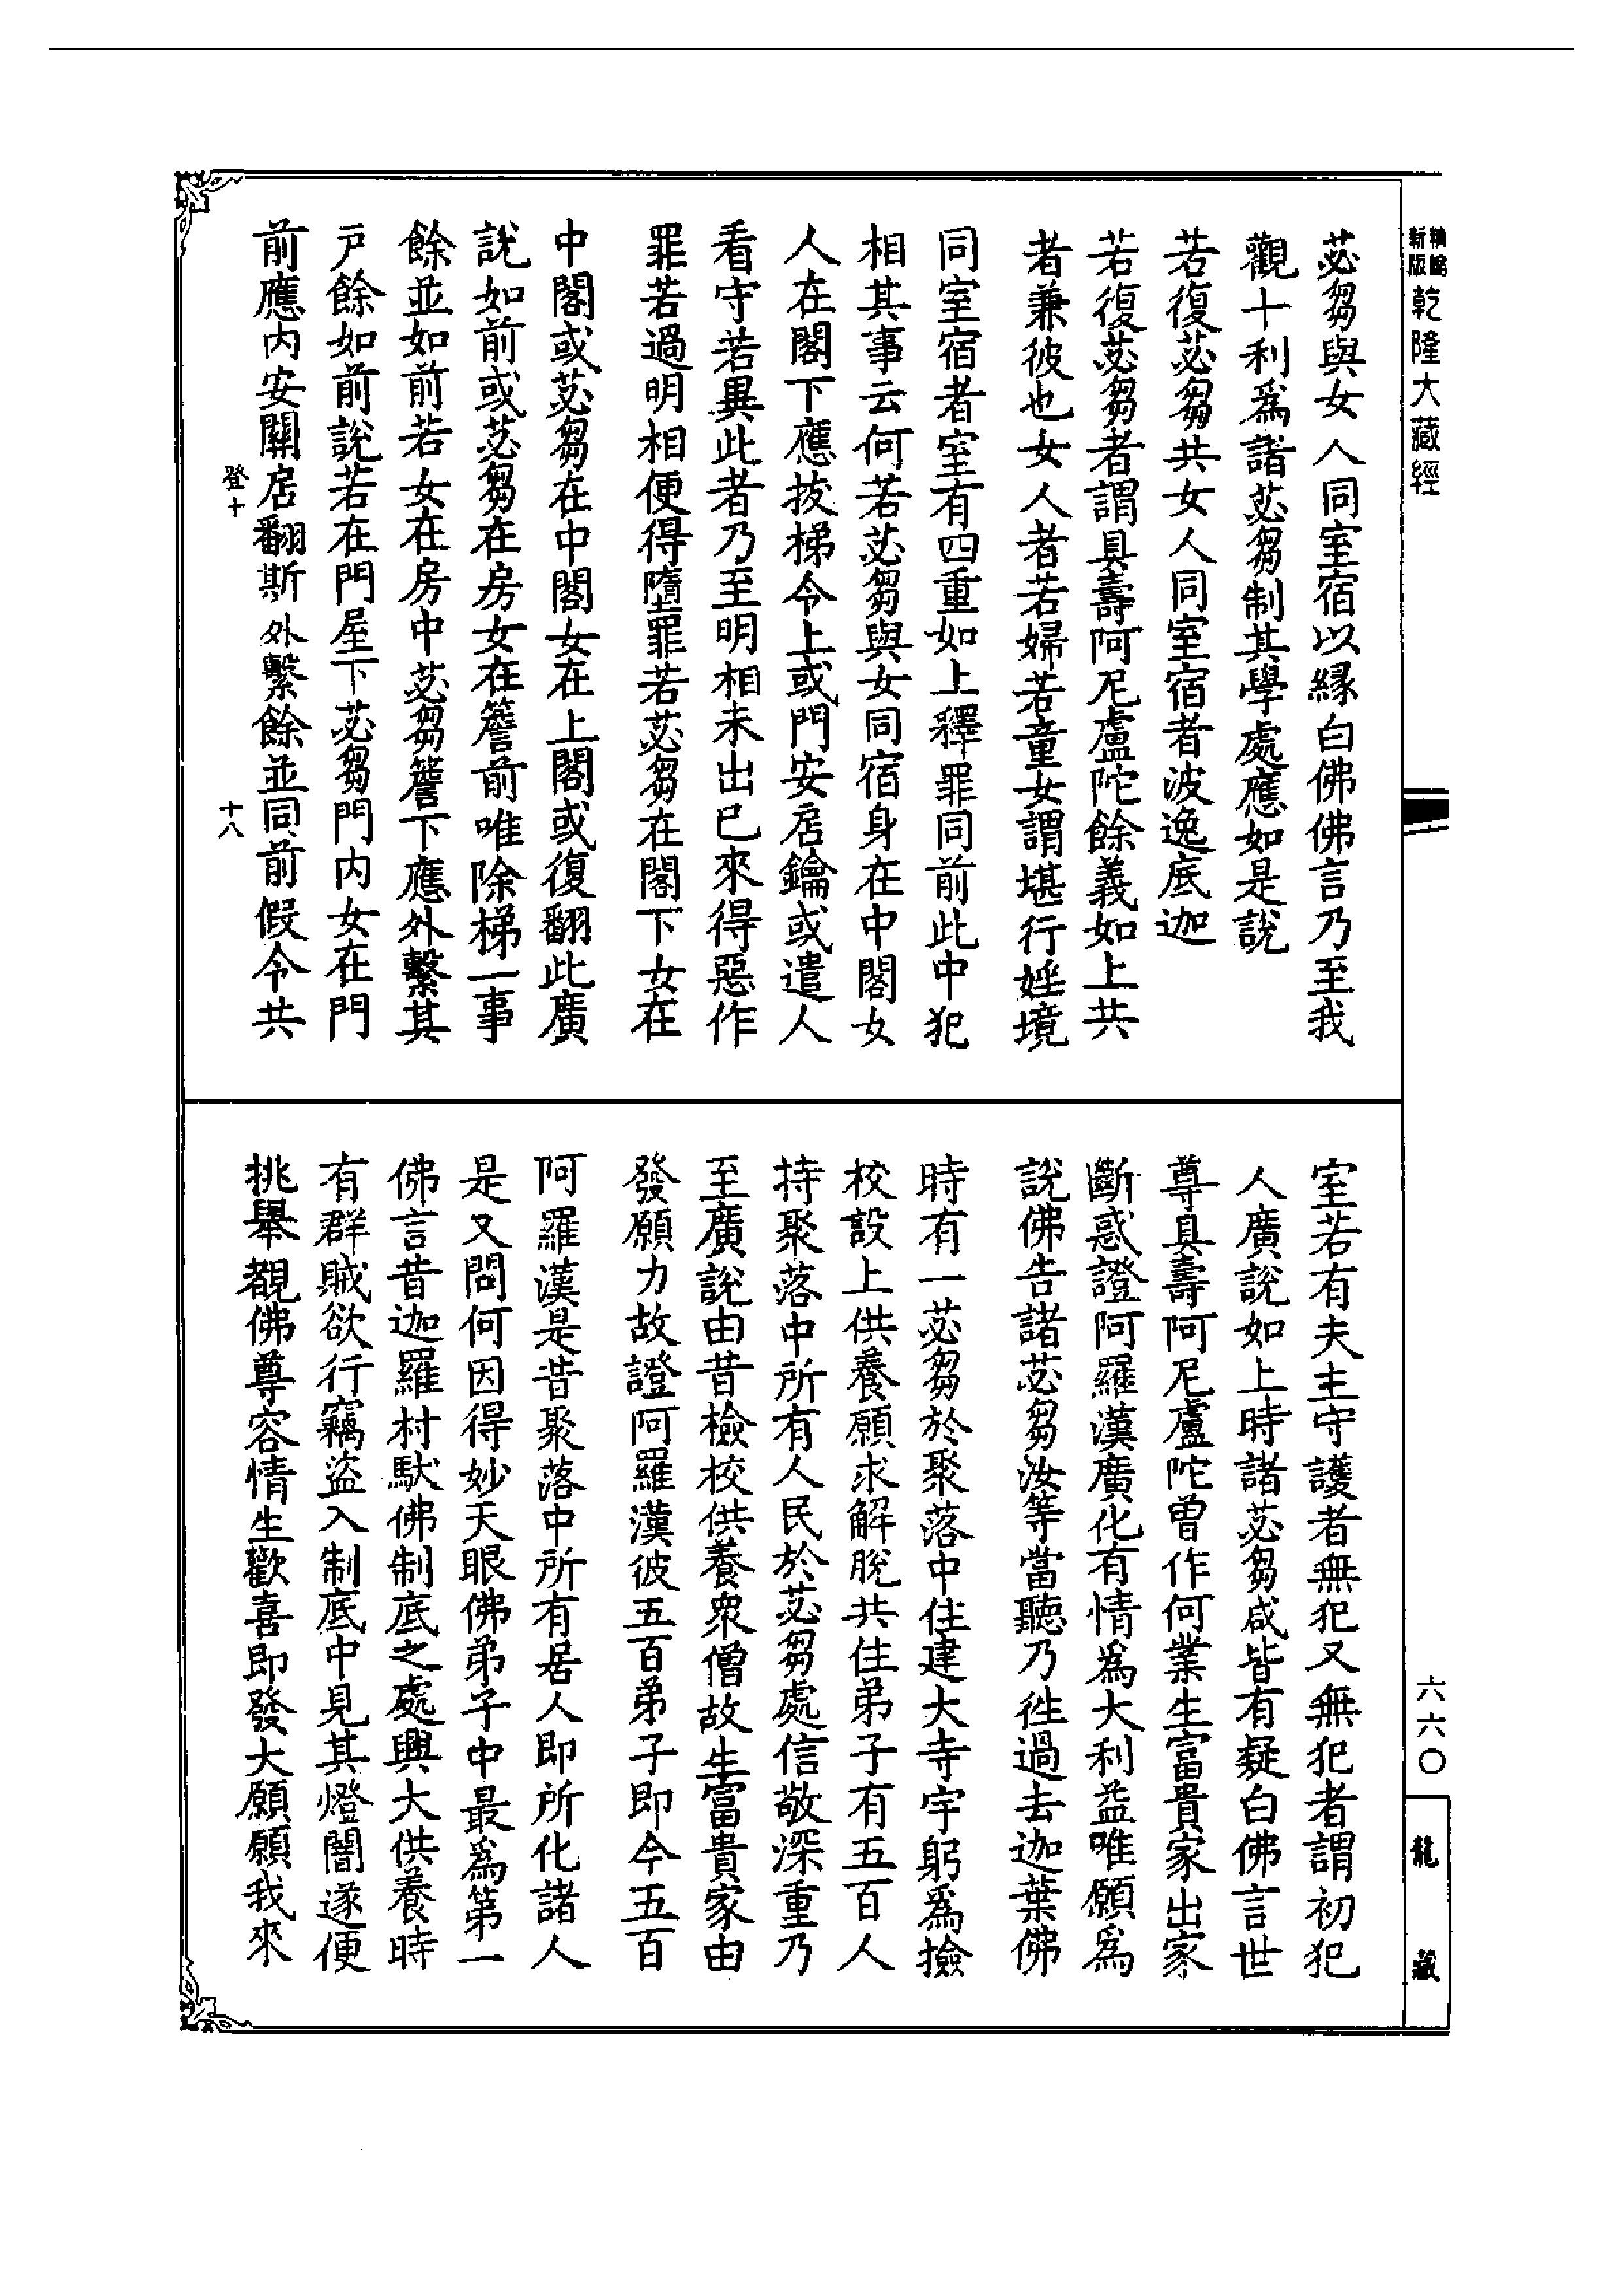 新版
乾隆大藏經
苾芻與女人同室宿以緣白佛佛言乃至我
觀十利爲諸苾芻制其學處應如是說
若復苾芻共女人同室宿者波逸底迦
若復苾芻者謂具壽阿尼盧陀餘義如上共
者兼彼也女人者若婦若童女謂堪行婬境
同室宿者室有四重如上釋罪同前此中犯
相其事云何若苾芻與女同宿身在中閣女
人在閣下應拔梯令上或門安扂鑰或遣人
看守若異此者乃至明相未出已來得惡作
罪若過明相便得墮罪若苾芻在閣下女在
中閣或苾芻在中閣女在上閣或復翻此廣
說如前或苾芻在房女在簷前唯除梯一事
餘並如前若女在房中苾芻簷下應外繫其
戶餘如前說若在門屋下苾芻門內女在門
前應內安關扂翻斯外繫餘並同前假令共
登十
十八
室若有夫主守護者無犯又無犯者謂初犯
人廣說如上時諸苾芻咸皆有疑白佛言世
尊具壽阿尼盧陀曾作何業生富貴家出家
斷惑證阿羅漢廣化有情爲大利益唯願爲
說佛告諸苾芻汝等當聽乃徃過去迦葉佛
時有一苾芻於聚落中住建大寺宇躬爲撿
校設上供養願求解脫共住弟子有五百人
持聚落中所有人民於苾芻處信敬深重乃
至廣說由昔檢校供養衆僧故生富貴家由
發願力故證阿羅漢彼五百弟子即今五百
阿羅漢是昔聚落中所有居人即所化諸人
是又問何因得妙天眼佛弟子中最爲第一
佛言昔迦羅村馱佛制底之處興大供養時
有群賊欲行竊盜入制底中見其燈闇遂便
挑舉覩佛尊容情生歡喜即發大願願我來
六六〇
龍藏